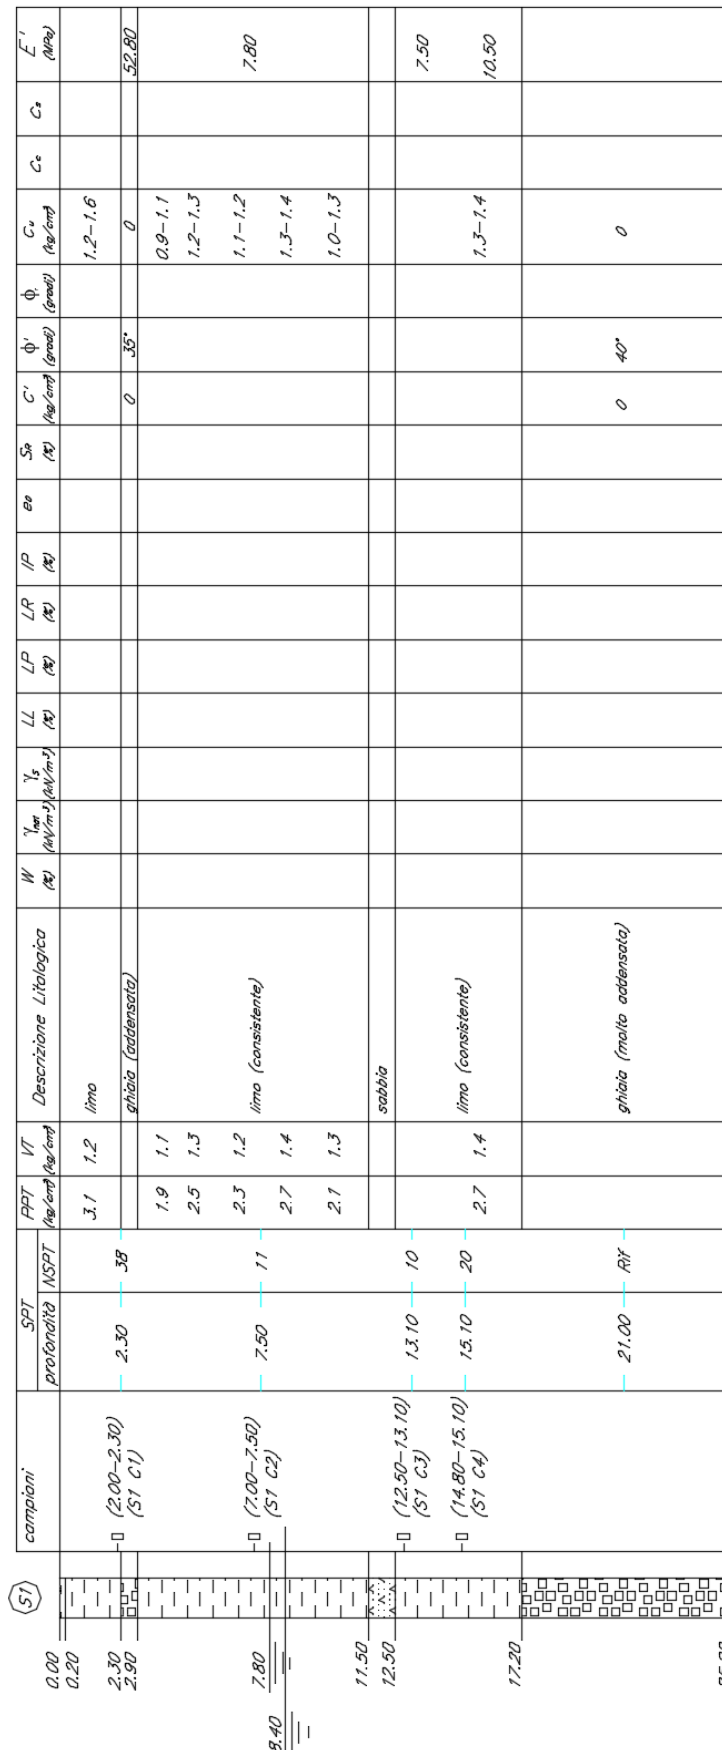 S1
campioni
SPT
profondità
NSPT
PPT
(kg/cm²)
VT
(kg/cm²)
Descrizione Litologica
W
(%)
γnat
(kN/m³)
γs
(kN/m³)
LL
(%)
LP
(%)
LR
(%)
IP
(%)
eo
SR
(%)
C'
(kg/cm²)
ϕ'
(gradi)
ϕr
(gradi)
Cu
(kg/cm²)
Cc
Cs
E'
(MPa)
0.00
0.20
3.1
1.2
limo
1.2-1.6
2.30
2.90
(2.00-2.30)
(S1 C1)
2.30
38
ghiaia (addensata)
0
35°
0
52.80
1.9
1.1
0.9-1.1
2.5
1.3
1.2-1.3
7.80
8.40
(7.00-7.50)
(S1 C2)
7.50
11
2.3
1.2
limo (consistente)
1.1-1.2
7.80
2.7
1.4
1.3-1.4
2.1
1.3
1.0-1.3
11.50
12.50
sabbia
(12.50-13.10)
(S1 C3)
13.10
10
7.50
(14.80-15.10)
(S1 C4)
15.10
20
2.7
1.4
limo (consistente)
1.3-1.4
10.50
17.20
21.00
Rif
ghiaia (molto addensata)
0
40°
0